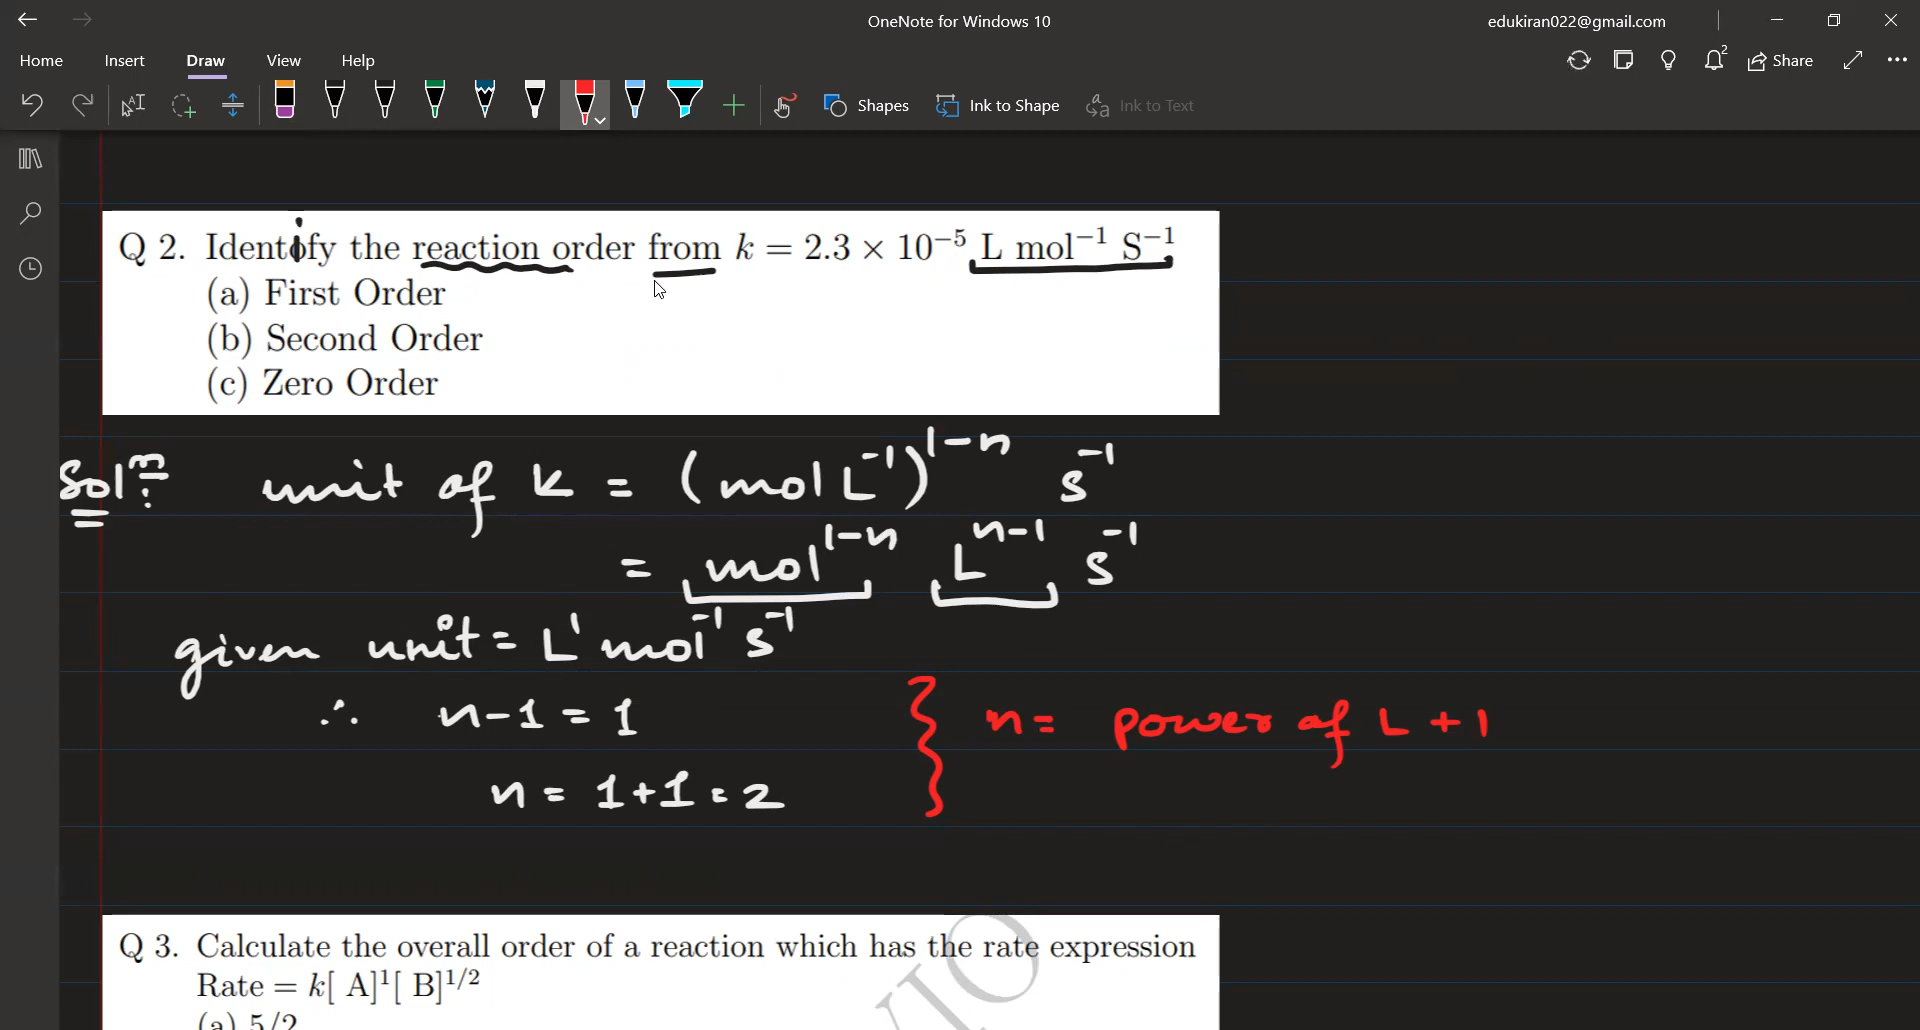 OneNote for Windows 10
edukiran022@gmail.com
Home Insert Draw View Help
2
Share
Shapes Ink to Shape Ink to Text
Q 2. Identify the reaction order from k = 2.3 × 10⁻⁵ L mol⁻¹ S⁻¹
(a) First Order
(b) Second Order
(c) Zero Order
Solⁿ: unit of k = (mol L⁻¹)¹⁻ⁿ s⁻¹
= mol¹⁻ⁿ Lⁿ⁻¹ s⁻¹
given unit = L¹ mol⁻¹ s⁻¹
∴ n-1 = 1
n = power of L + 1
n = 1+1 = 2
Q 3. Calculate the overall order of a reaction which has the rate expression
Rate = k[ A]¹[ B]¹/²
(a) 5/2